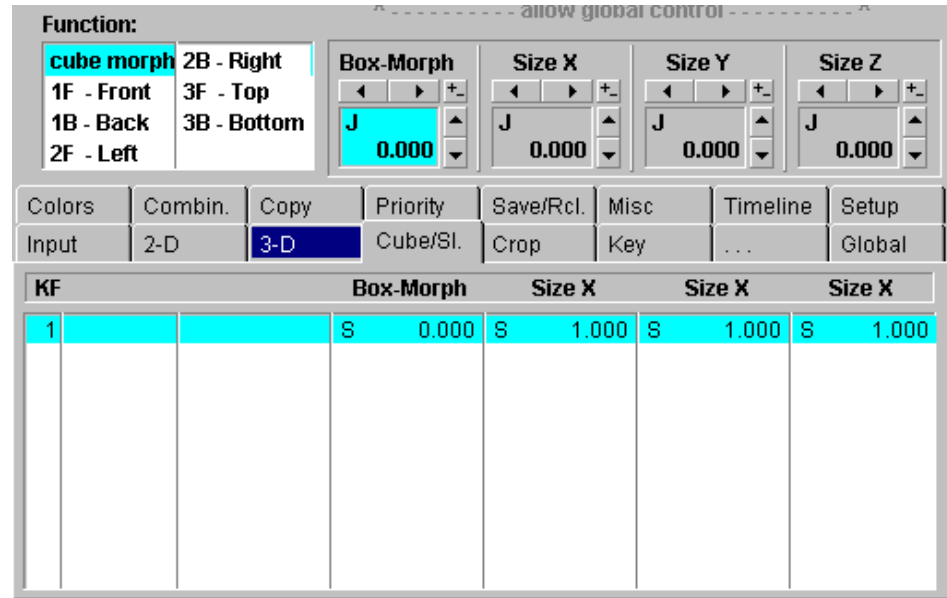 ^ - - - - - - - - - - - allow global control - - - - - - - - - - - ^
Function:
cube morph 2B - Right
1F - Front 3F - Top
1B - Back 3B - Bottom
2F - Left
Box-Morph Size X Size Y Size Z
+- +- +- +-
J J J J
0.000 0.000 0.000 0.000
Colors Combin. Copy Priority Save/Rcl. Misc Timeline Setup
Input 2-D 3-D Cube/Sl. Crop Key . . . Global
KF Box-Morph Size X Size X Size X
1 S 0.000 S 1.000 S 1.000 S 1.000